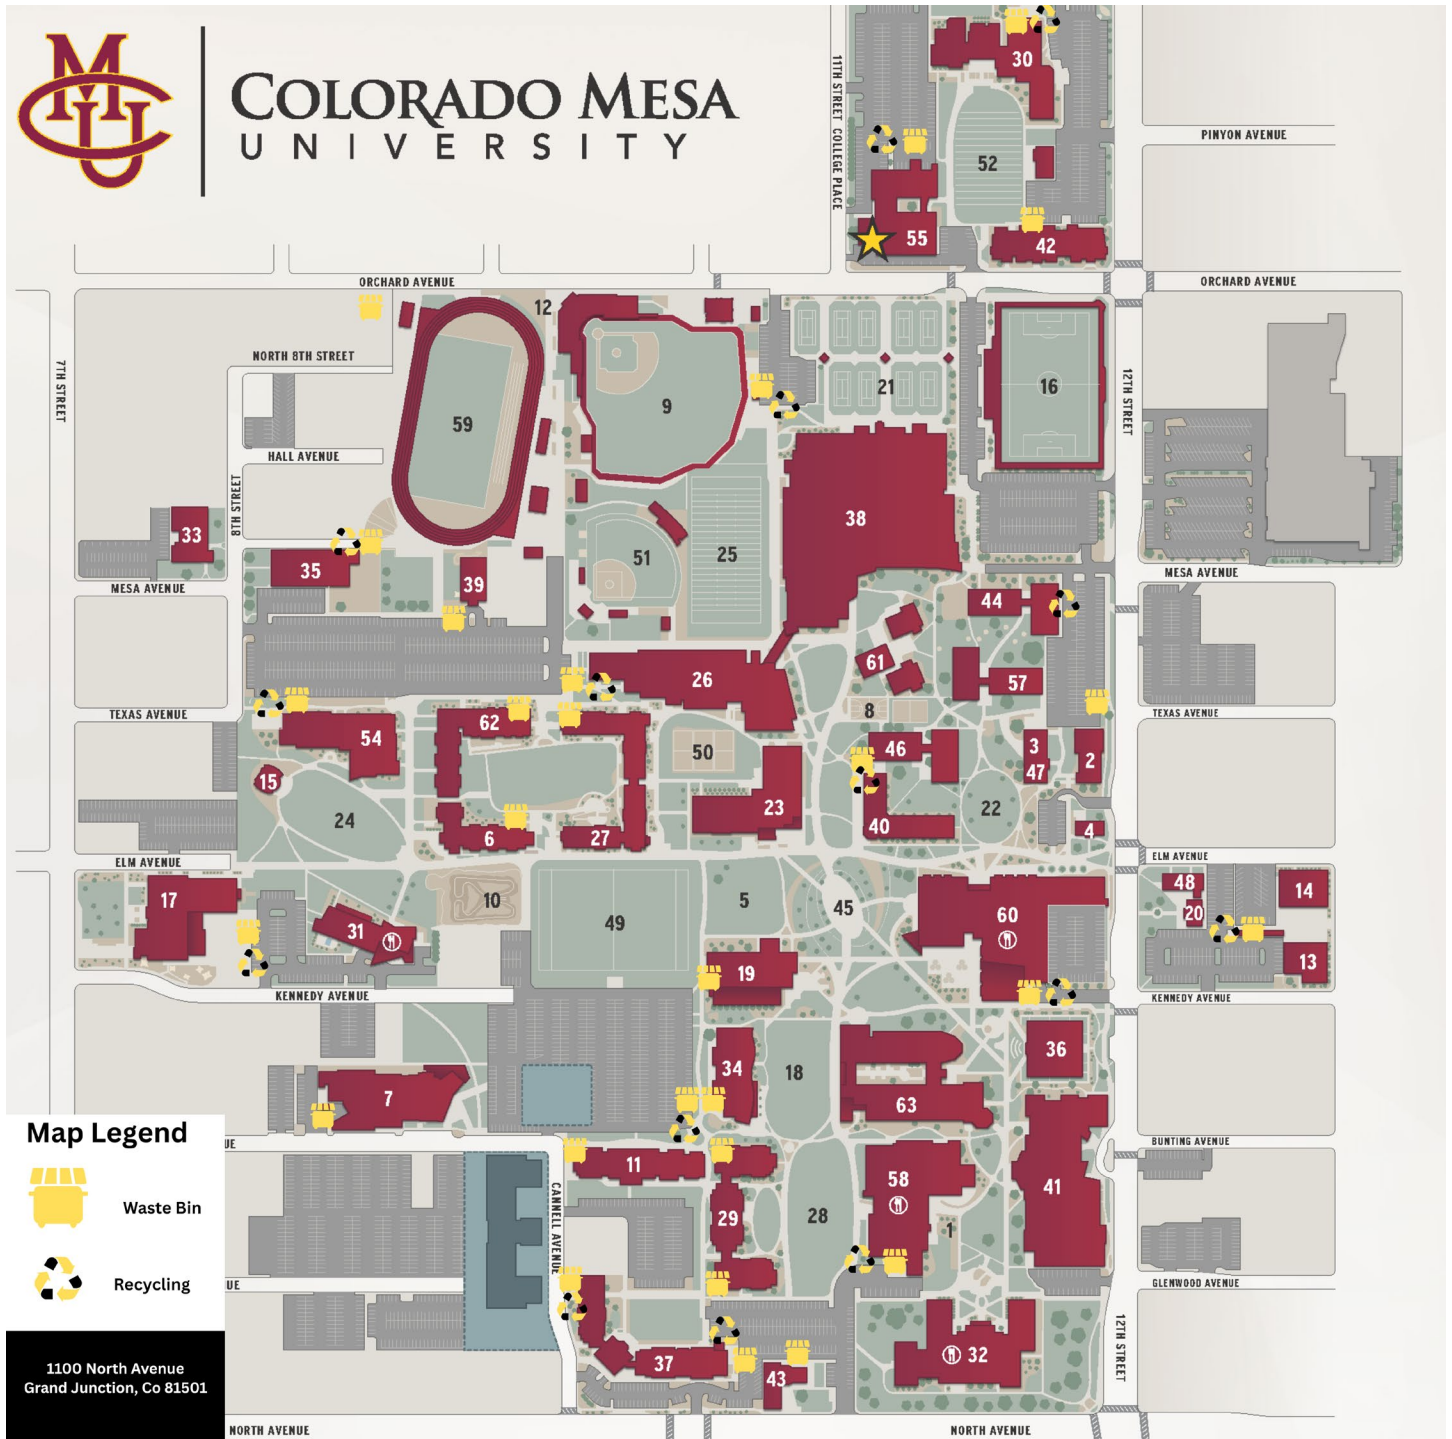 MCU
COLORADO MESA
UNIVERSITY
30
11TH STREET COLLEGE PLACE
PINYON AVENUE
52
55
42
ORCHARD AVENUE
ORCHARD AVENUE
12
NORTH 8TH STREET
7TH STREET
12TH STREET
9
21
16
59
HALL AVENUE
8TH STREET
33
38
51
25
35
39
MESA AVENUE
MESA AVENUE
44
61
26
57
TEXAS AVENUE
TEXAS AVENUE
8
62
54
50
46
3
47
2
15
24
23
22
6
27
40
4
ELM AVENUE
ELM AVENUE
48
14
17
10
5
45
20
31
49
60
19
13
KENNEDY AVENUE
KENNEDY AVENUE
34
18
36
7
63
Map Legend
UE
BUNTING AVENUE
11
58
41
CANNELL AVENUE
29
28
1
Waste Bin
Recycling
UE
GLENWOOD AVENUE
12TH STREET
37
32
43
1100 North Avenue
Grand Junction, Co 81501
NORTH AVENUE
NORTH AVENUE